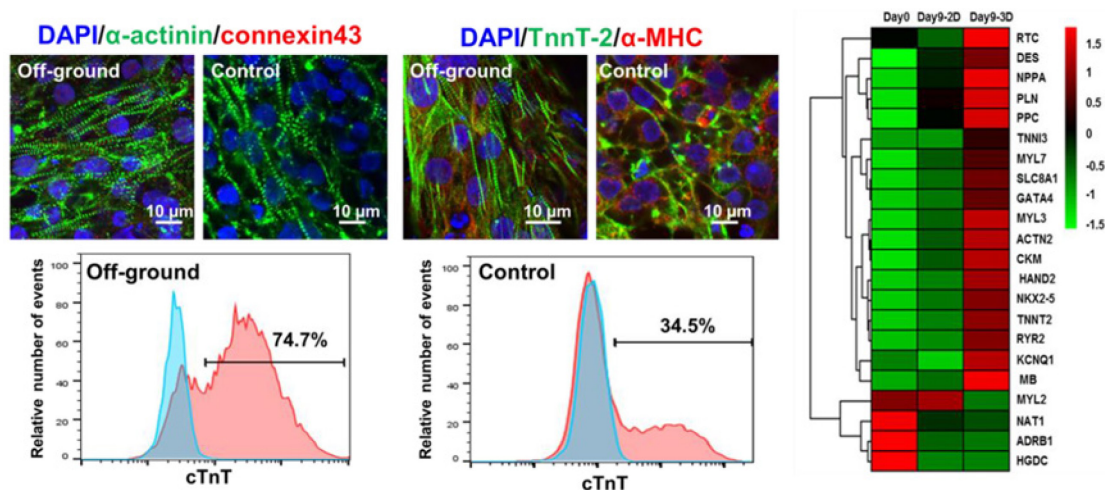 DAPI/α-actinin/connexin43
Off-ground
Control
10 µm
10 µm
DAPI/TnnT-2/α-MHC
Off-ground
Control
10 µm
10 µm
Relative number of events
100
80
60
40
20
0
Off-ground
74.7%
cTnT
Relative number of events
100
80
60
40
20
0
Control
34.5%
cTnT
Day0 Day9-2D Day9-3D
RTC
DES
NPPA
PLN
PPC
TNNI3
MYL7
SLC8A1
GATA4
MYL3
ACTN2
CKM
HAND2
NKX2-5
TNNT2
RYR2
KCNQ1
MB
MYL2
NAT1
ADRB1
HGDC
1.5
1
0.5
0
-0.5
-1
-1.5